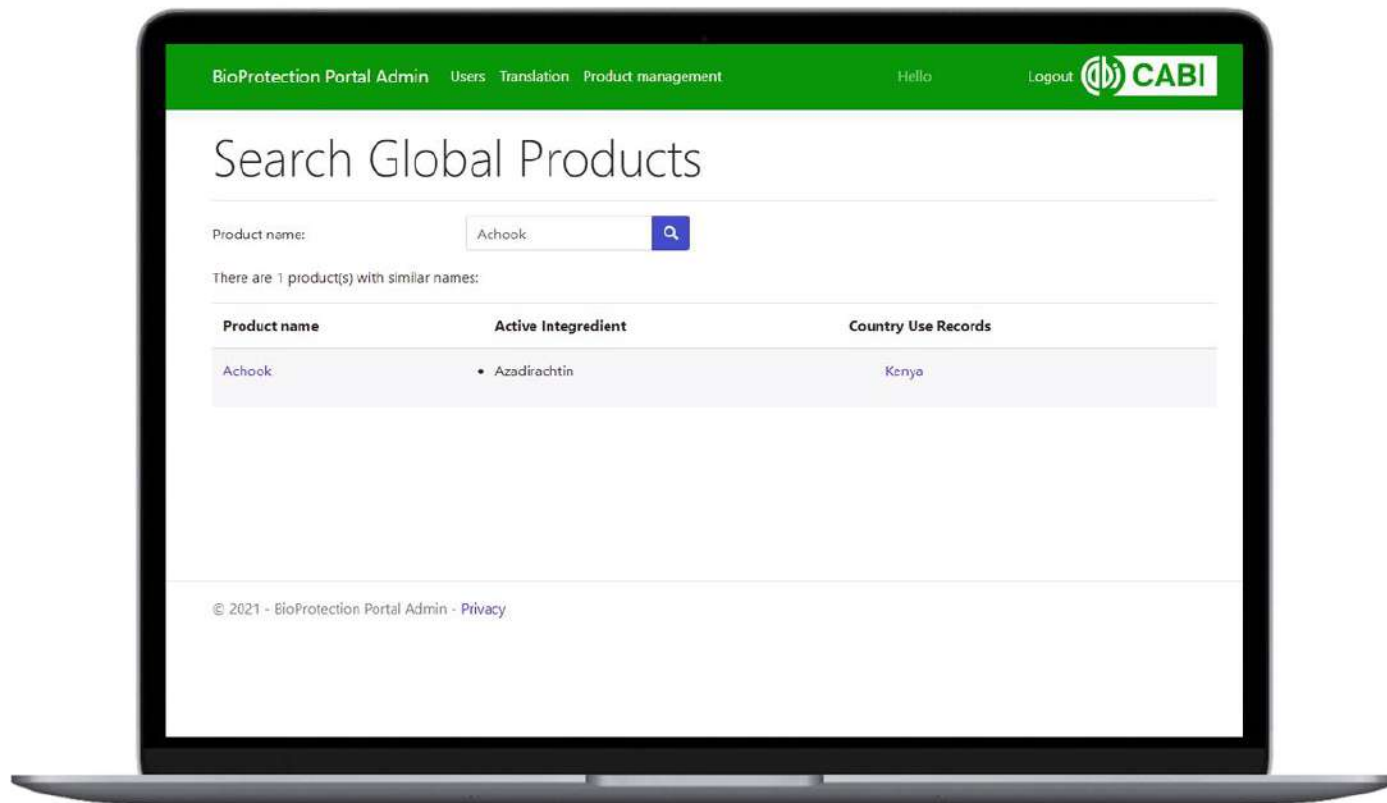 BioProtection Portal Admin Users Translation Product management Hello Logout CABI
Search Global Products
Product name: Achook
There are 1 product(s) with similar names:
Product name Active Integredient Country Use Records
Achook • Azadirachtin Kenya
© 2021 - BioProtection Portal Admin - Privacy